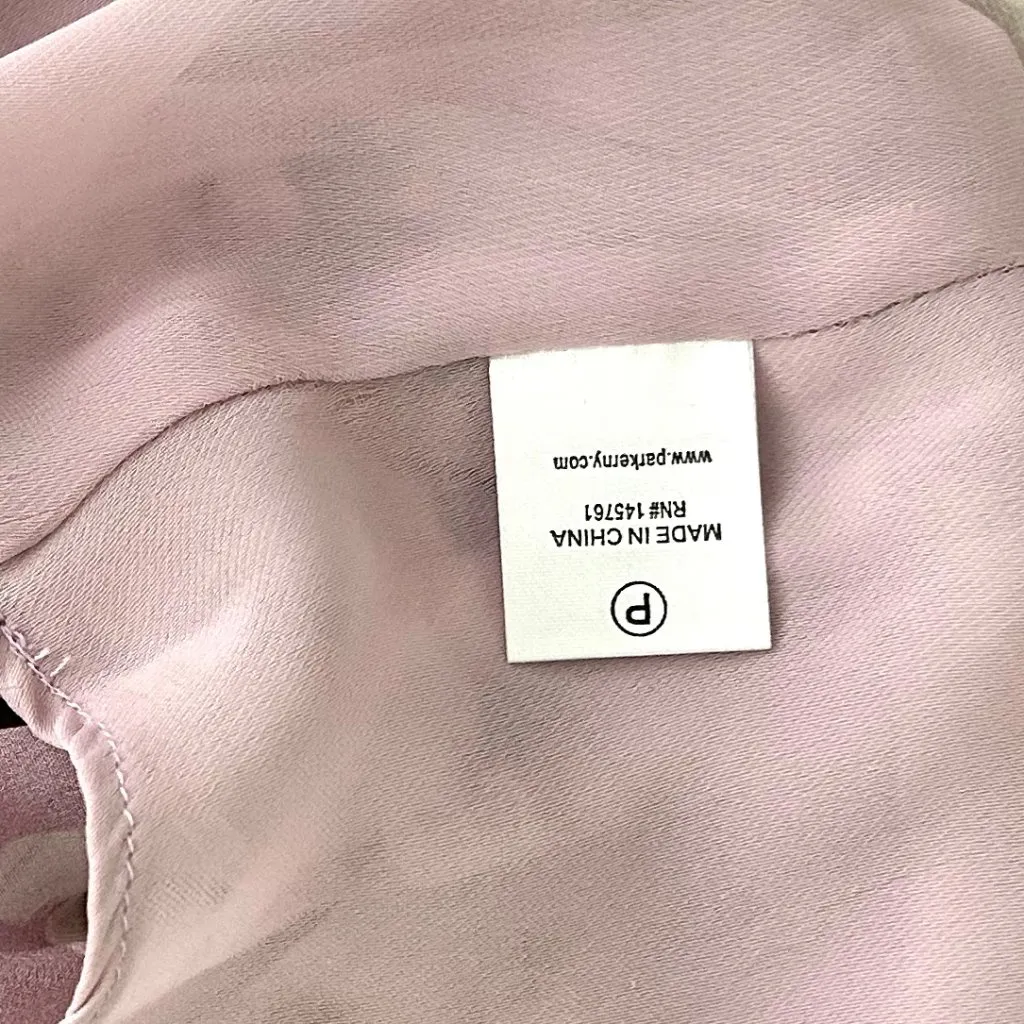 P
MADE IN CHINA
RN# 145761
www.parkerny.com